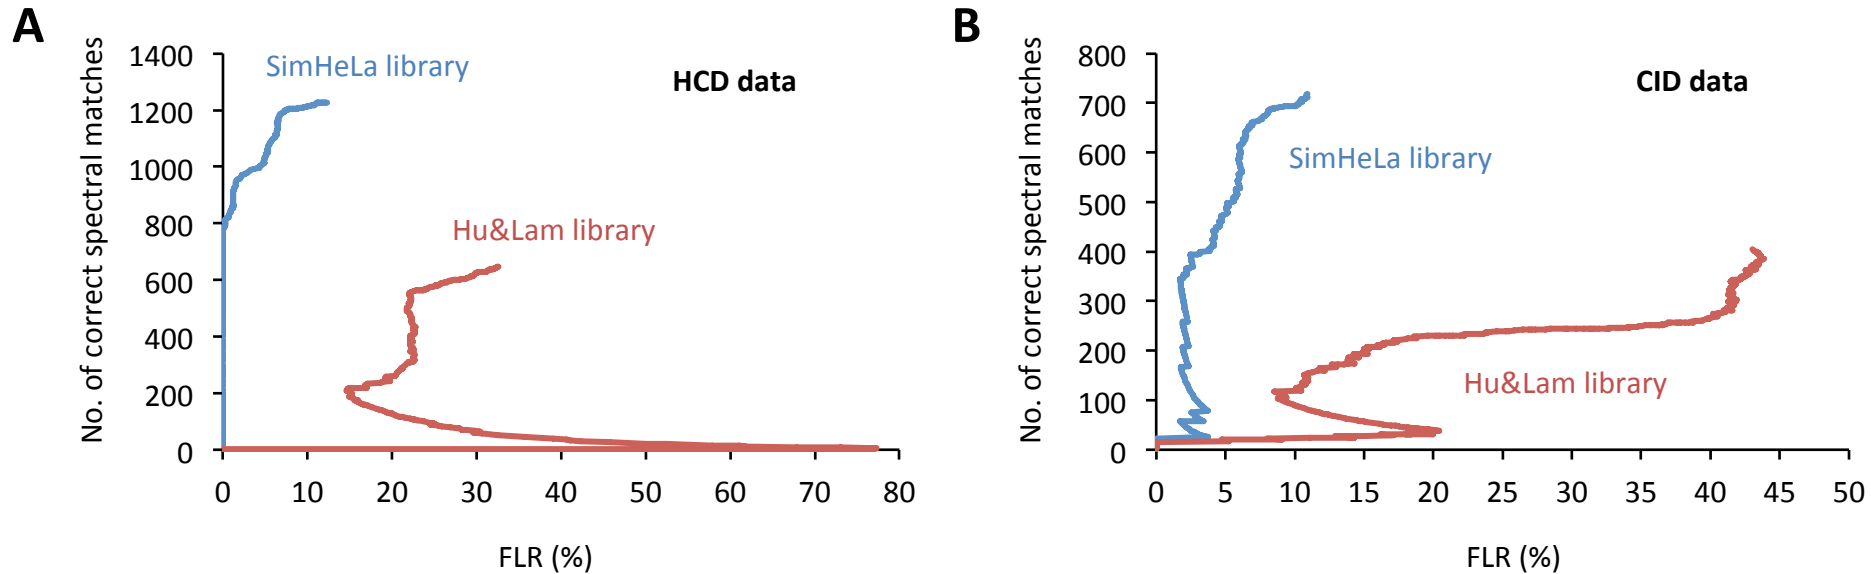 A
No. of correct spectral matches
1400
1200
1000
800
600
400
200
0
SimHeLa library
HCD data
Hu&Lam library
0 10 20 30 40 50 60 70 80
FLR (%)
B
No. of correct spectral matches
800
700
600
500
400
300
200
100
0
CID data
SimHeLa library
Hu&Lam library
0 5 10 15 20 25 30 35 40 45 50
FLR (%)